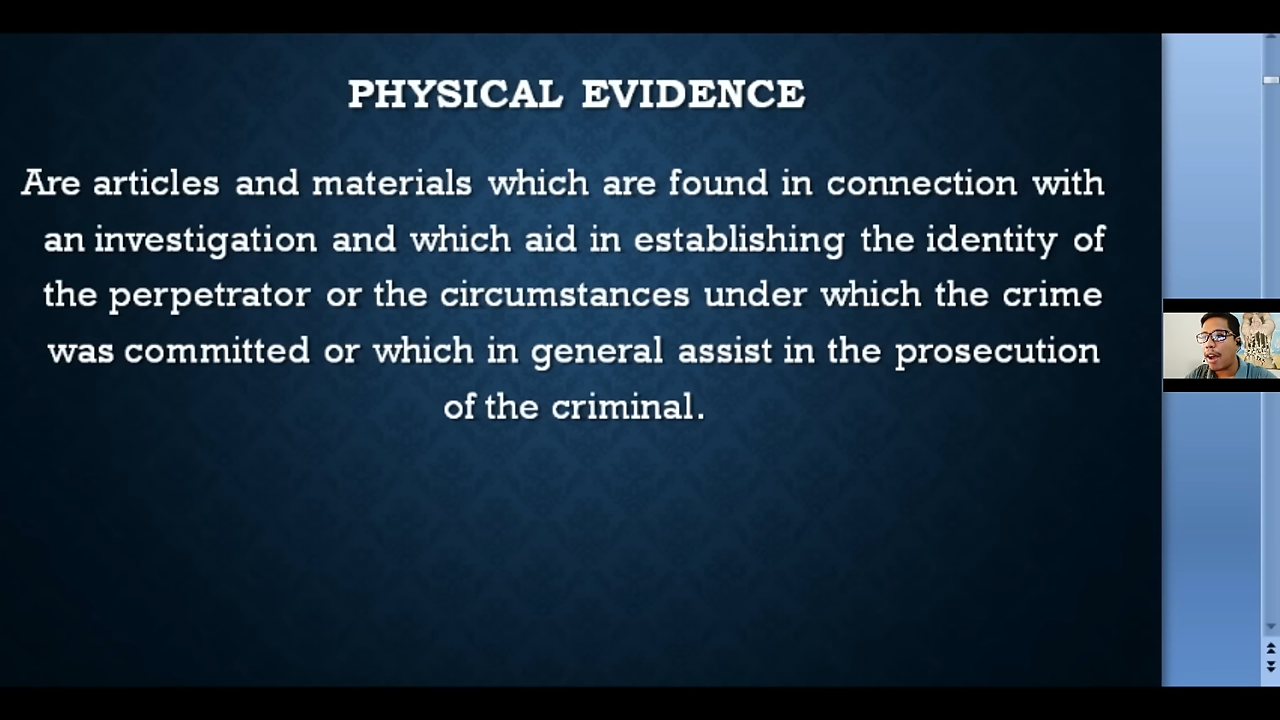 PHYSICAL EVIDENCE
Are articles and materials which are found in connection with
an investigation and which aid in establishing the identity of
the perpetrator or the circumstances under which the crime
was committed or which in general assist in the prosecution
of the criminal.